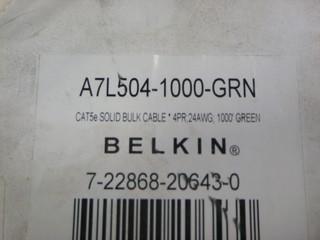 A7L504-1000-GRN
CAT5e SOLID BULK CABLE * 4PR;24AWG; 1000' GREEN
BELKIN®
7-22868-20643-0